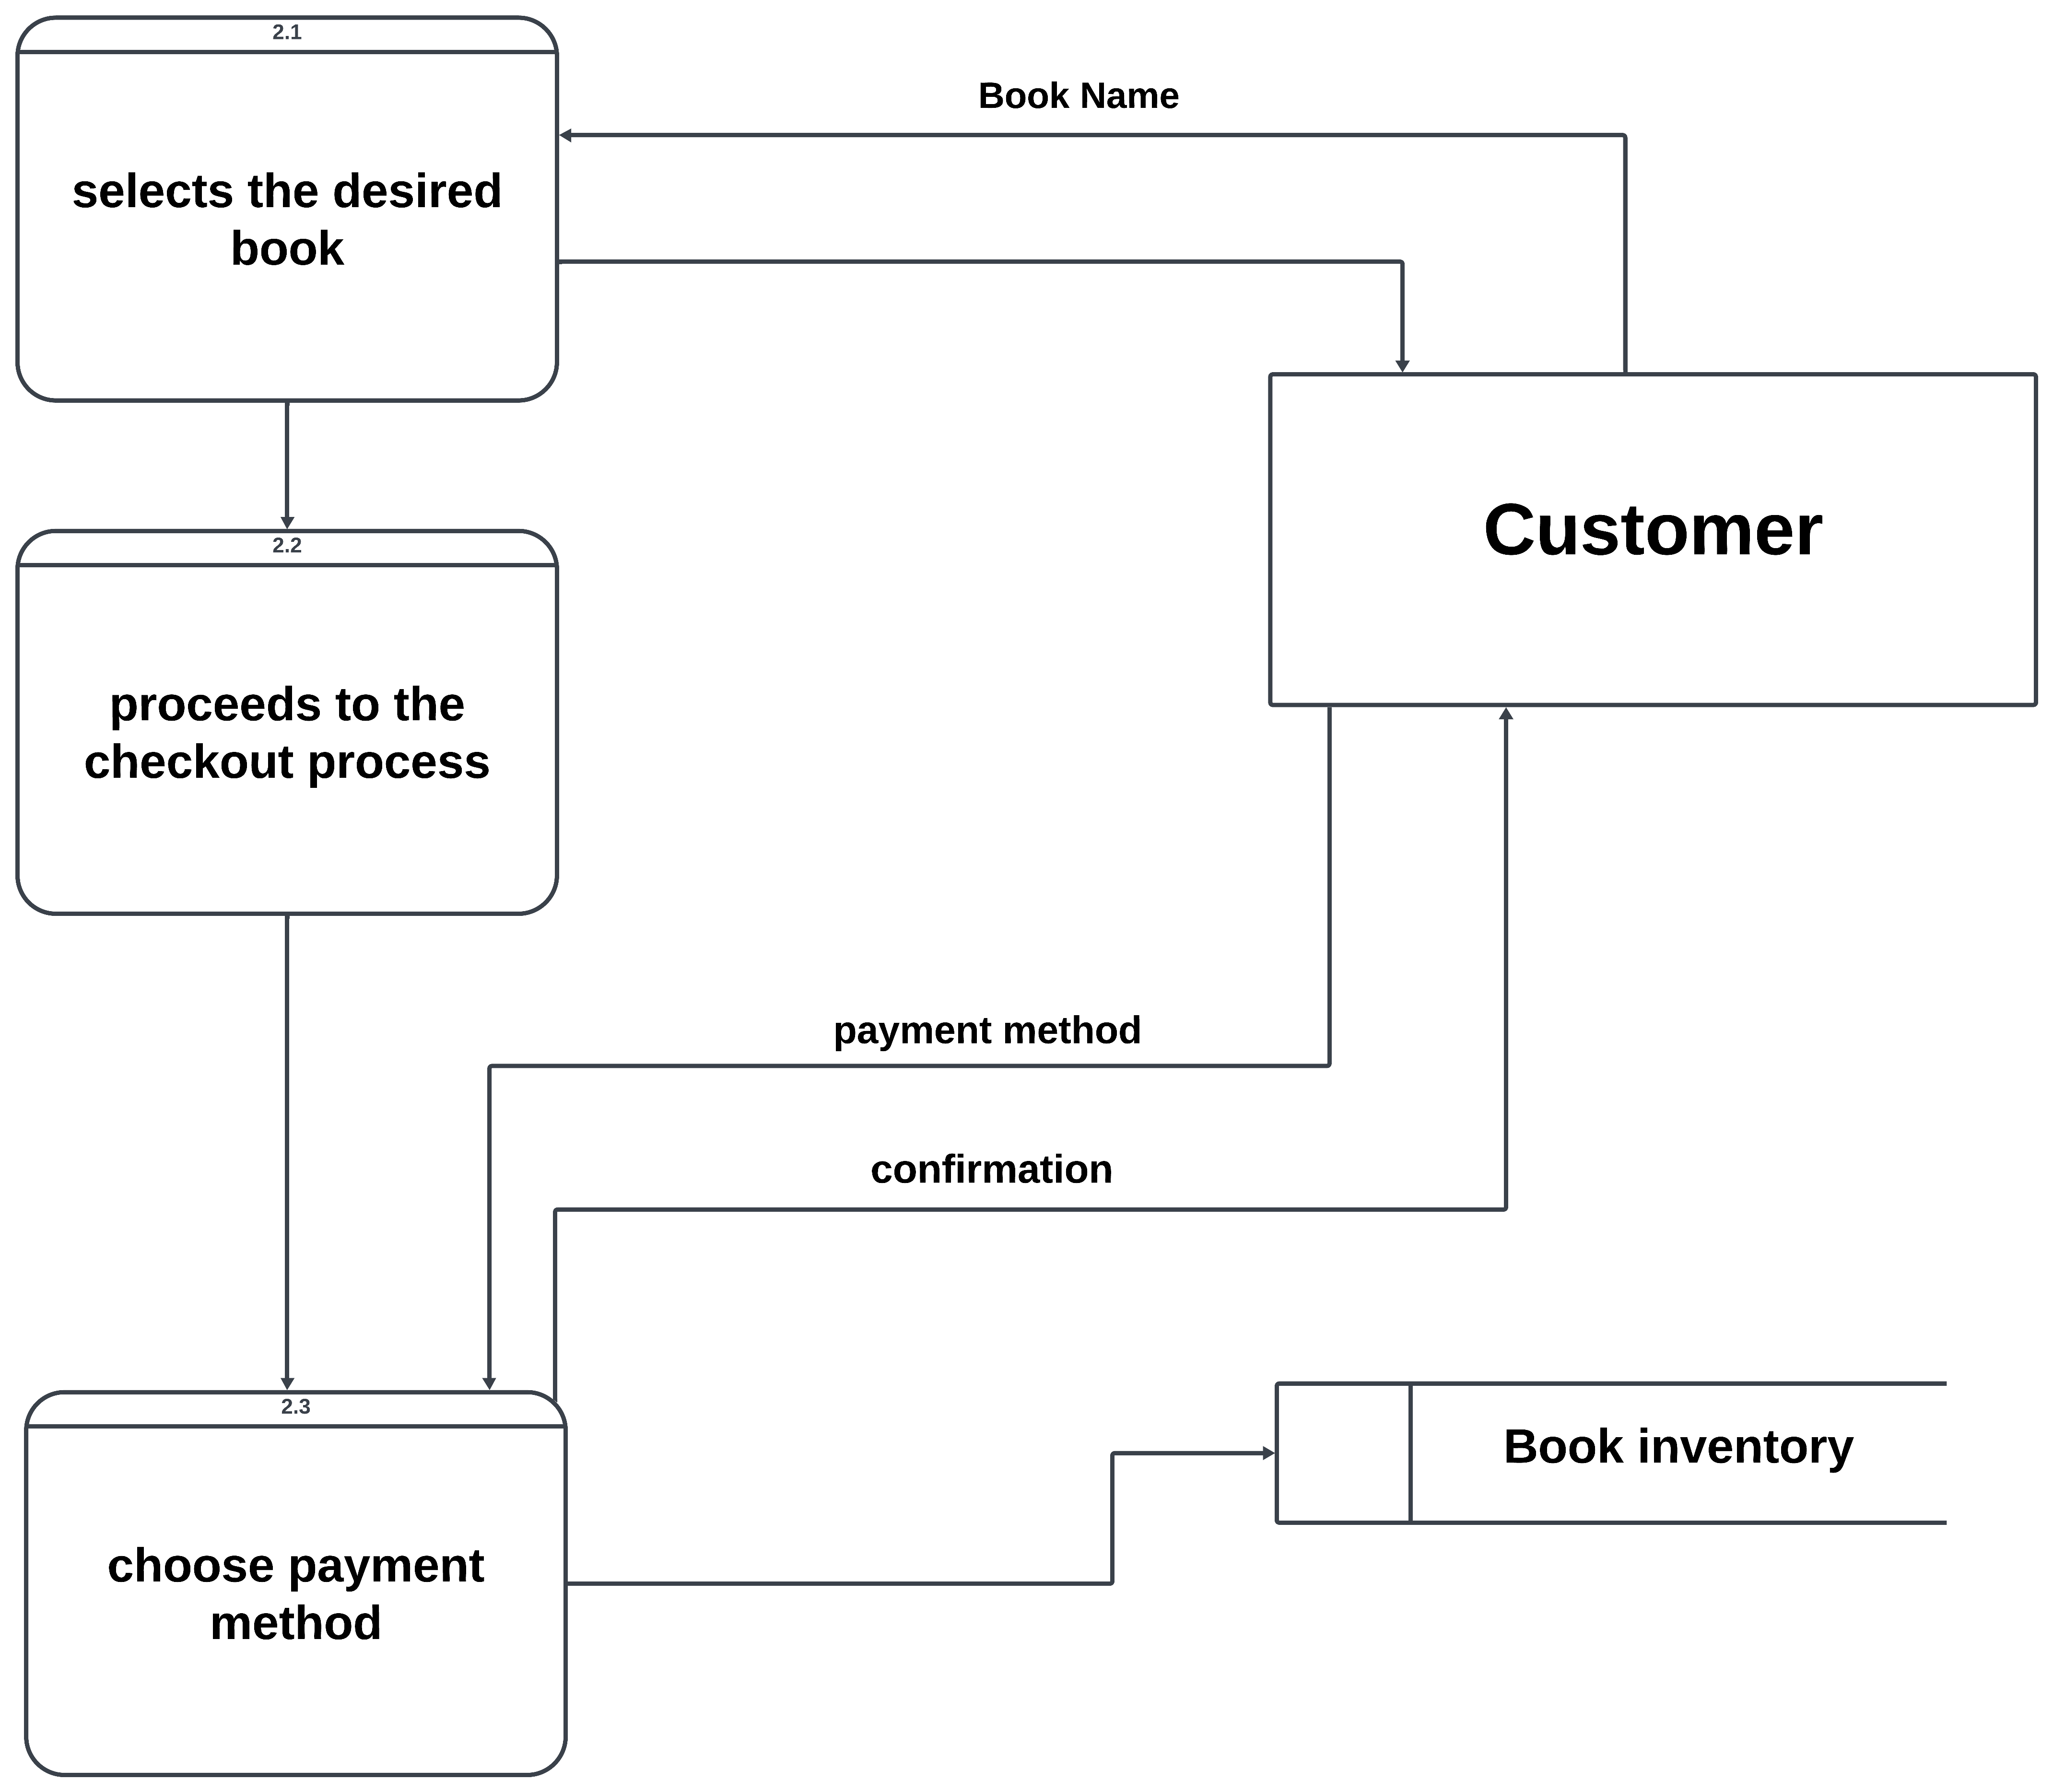 2.1
selects the desired
book
Book Name
Customer
2.2
proceeds to the
checkout process
payment method
confirmation
2.3
choose payment
method
Book inventory